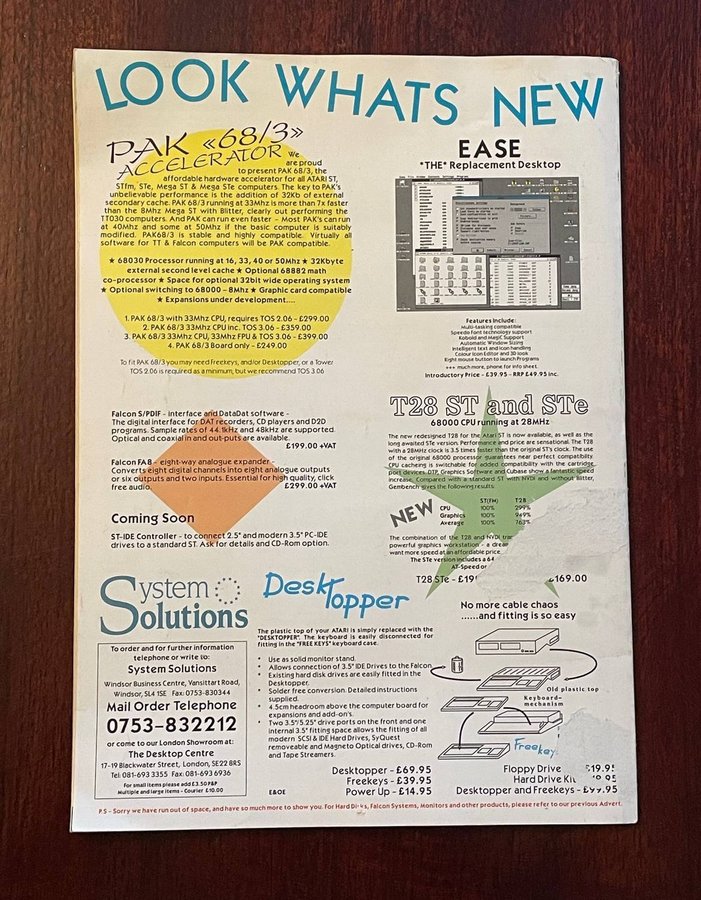 LOOK WHATS NEW
PAK «68/3»
ACCELERATOR We
are proud
to present PAK 68/3, the
affordable hardware accelerator for all ATARI ST,
STfm, STe, Mega ST & Mega STe computers. The key to PAK's
unbelievable performance is the addition of 32Kb of external
secondary cache. PAK 68/3 running at 33Mhz is more than 7x faster
than the 8Mhz Mega ST with Blitter, clearly out performing the
TT030 computers. And PAK can run even faster - Most PAK's can run
at 40Mhz and some at 50Mhz if the basic computer is suitably
modified. PAK68/3 is stable and highly compatible. Virtually all
software for TT & Falcon computers will be PAK compatible.
★ 68030 Processor running at 16, 33, 40 or 50Mhz ★ 32Kbyte
external second level cache ★ Optional 68882 math
co-processor ★ Space for optional 32bit wide operating system
★ Optional switching to 68000 - 8Mhz ★ Graphic card compatible
★ Expansions under development....
1. PAK 68/3 with 33Mhz CPU, requires TOS 2.06 - £299.00
2. PAK 68/3 33Mhz CPU inc. TOS 3.06 - £359.00
3. PAK 68/3 33Mhz CPU, 33Mhz FPU & TOS 3.06 - £399.00
4. PAK 68/3 Board only - £249.00
To fit PAK 68/3 you may need Freekeys, and/or Desktopper, or a Tower
TOS 2.06 is required as a minimum, but we recommend TOS 3.06
EASE
"THE" Replacement Desktop
Features Include:
Multi-tasking compatible
Speedo font technology support
Kobold and MagiC Support
Automatic Window Sizing
Intelligent text and Icon handling
Colour Icon Editor and 3D look
Right mouse button to launch Programs
+++ much more, phone for info sheet.
Introductory Price - £39.95 - RRP £49.95 inc.
Falcon S/PDIF - interface and DataDat software -
The digital interface for DAT recorders, CD players and D2D
programs. Sample rates of 44.1kHz and 48kHz are supported.
Optical and coaxial in and out-puts are available.
£199.00 +VAT
Falcon FA8 - eight-way analogue expander
Converts eight digital channels into eight analogue outputs
or six outputs and two inputs. Essential for high quality, click
free audio. £299.00 +VAT
Coming Soon
ST-IDE Controller - to connect 2.5" and modern 3.5" PC-IDE
drives to a standard ST. Ask for details and CD-Rom option.
T28 ST and STe
68000 CPU running at 28MHz
The new redesigned T28 for the Atari ST is now available, as well as the
long awaited STe version. Performance and price are sensational. The T28
with a 28MHz clock is 3.5 times faster than the original ST's clock. The use
of the original 68000 processor guarantees near perfect compatibility.
CPU cacheing is switchable for added compatibility with the cartridge
port devices. DTP, Graphics Software and Cubase show a fantastic speed
increase. Compared with a standard ST with NVDI and without Blitter,
Gembench gives the following results:
NEW
ST(FM) T28
CPU 100% 299%
Graphics 100% 949%
Average 100% 763%
The combination of the T28 and NVDI tra
powerful graphics workstation - a dream
want more speed at an affordable price.
The STe version includes a 64
AT-Speed or
T28 STe - £19 £169.00
System
Solutions
To order and for further information
telephone or write to:
System Solutions
Windsor Business Centre, Vansittart Road,
Windsor, SL4 1SE Fax: 0753-830344
Mail Order Telephone
0753-832212
or come to our London Showroom at:
The Desktop Centre
17-19 Blackwater Street, London, SE22 8RS
Tel: 081-693 3355 Fax: 081-693 6936
For small items please add £3.50 P&P
Multiple and large items - Courier £10.00
DeskTopper
The plastic top of your ATARI is simply replaced with the
"DESKTOPPER". The keyboard is easily disconnected for
fitting in the "FREE KEYS" keyboard case.
* Use as solid monitor stand.
* Allows connection of 3.5" IDE Drives to the Falcon.
* Existing hard disk drives are easily fitted in the
Desktopper.
* Solder free conversion. Detailed instructions
supplied.
* 4.5cm headroom above the computer board for
expansions and add-on's.
* Two 3.5"/5.25" drive ports on the front and one
internal 3.5" fitting space allows the fitting of all
modern SCSI & IDE Hard Drives, SyQuest
removeable and Magneto Optical drives, CD-Rom
and Tape Streamers.
No more cable chaos
......and fitting is so easy
Old plastic top
Keyboard-
mechanism
Freekey
Desktopper - £69.95
Freekeys - £39.95
E&OE Power Up - £14.95
Floppy Drive £19.95
Hard Drive Kit
Desktopper and Freekeys - £99.95
P.S - Sorry we have run out of space, and have so much more to show you. For Hard Disks, Falcon Systems, Monitors and other products, please refer to our previous Advert.